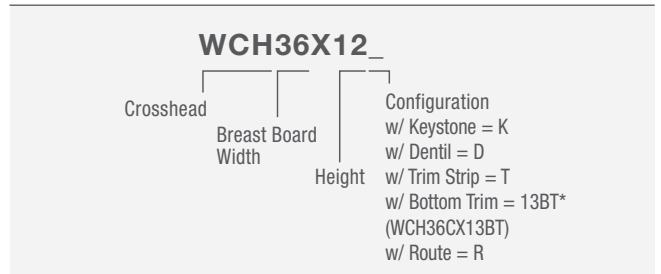 WCH36X12_
Crosshead
Breast Board
Width
Height
Configuration
w/ Keystone = K
w/ Dentil = D
w/ Trim Strip = T
w/ Bottom Trim = 13BT*
(WCH36CX13BT)
w/ Route = R